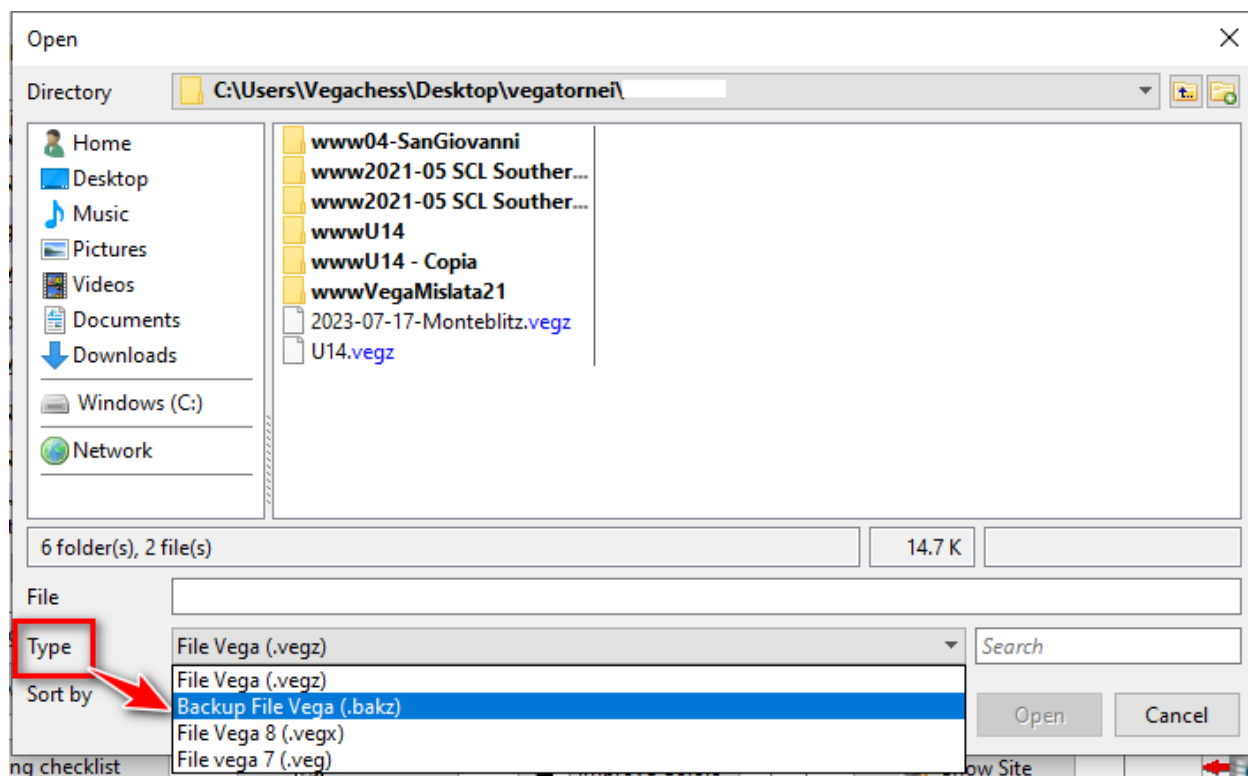 Open
Directory
C:\Users\Vegachess\Desktop\vegatornei\
Home
Desktop
Music
Pictures
Videos
Documents
Downloads
Windows (C:)
Network
www04-SanGiovanni
www2021-05 SCL Souther...
www2021-05 SCL Souther...
wwwU14
wwwU14 - Copia
wwwVegaMislata21
2023-07-17-Monteblitz.vegz
U14.vegz
6 folder(s), 2 file(s)
14.7 K
File
Type
File Vega (.vegz)
Search
Sort by
File Vega (.vegz)
Backup File Vega (.bakz)
File Vega 8 (.vegx)
File vega 7 (.veg)
Open
Cancel
ng checklist
ow Site